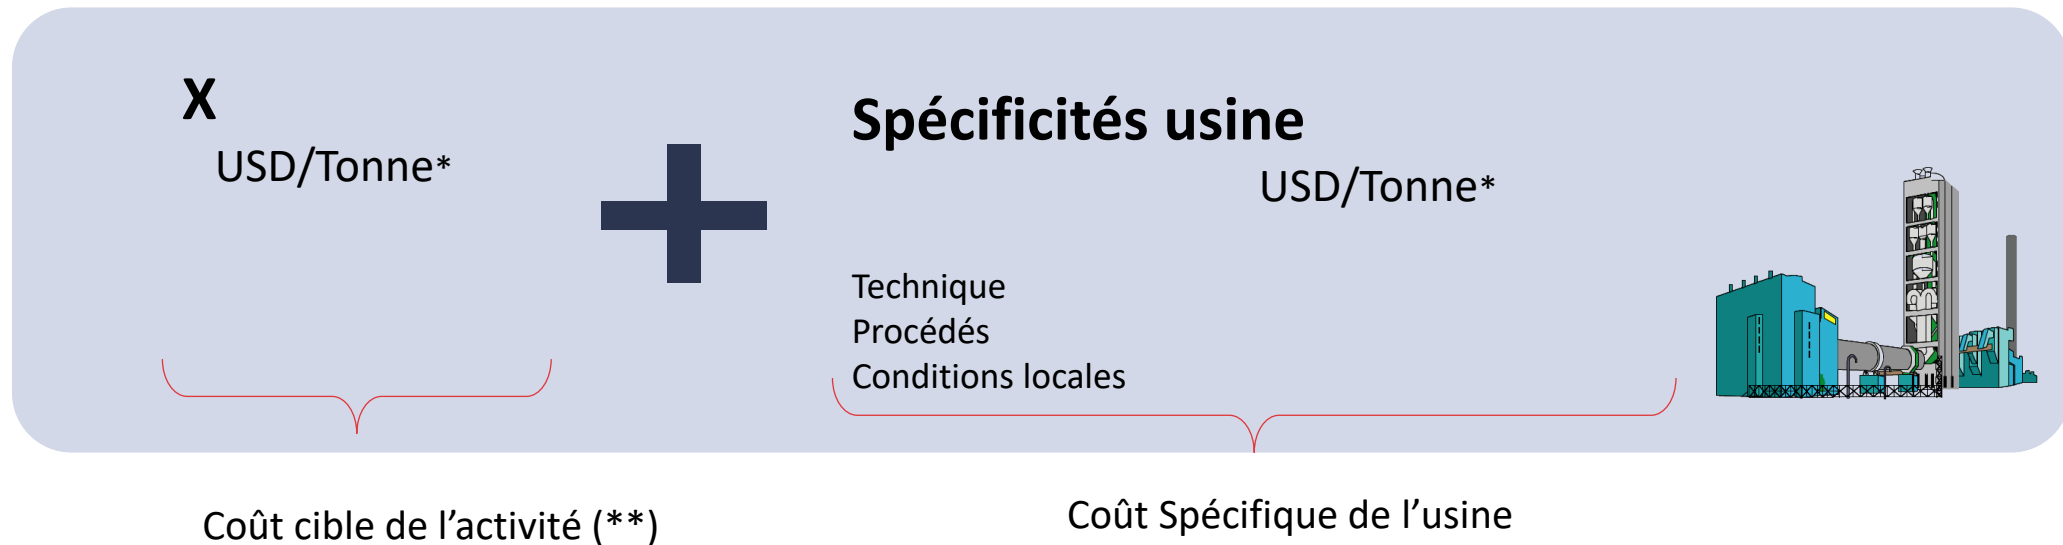 X
USD/Tonne*
Spécificités usine
USD/Tonne*
Technique
Procédés
Conditions locales
Coût cible de l’activité (**)
Coût Spécifique de l’usine